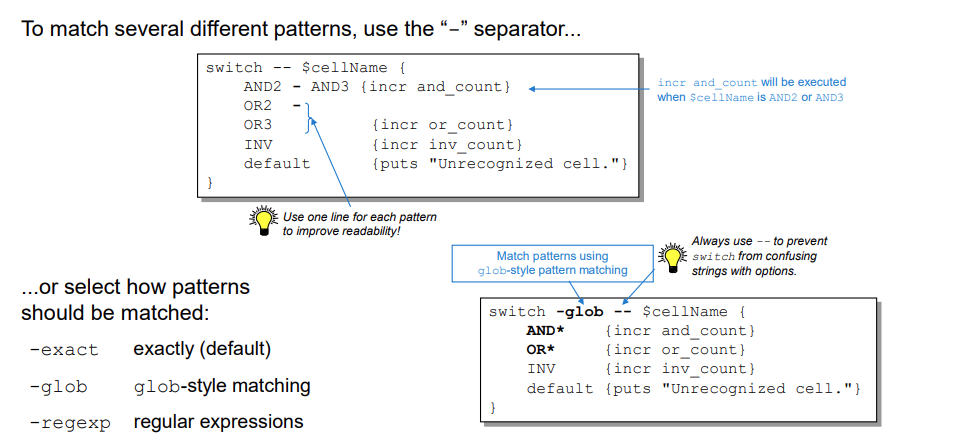 To match several different patterns, use the “-” separator...
switch -- $cellName {
AND2 - AND3 {incr and_count}
OR2 -
OR3 {incr or_count}
INV {incr inv_count}
default {puts "Unrecognized cell."}
}
incr and_count will be executed
when $cellName is AND2 or AND3
Use one line for each pattern
to improve readability!
Match patterns using
glob-style pattern matching
Always use -- to prevent
switch from confusing
strings with options.
...or select how patterns
should be matched:
-exact exactly (default)
-glob glob-style matching
-regexp regular expressions
switch -glob -- $cellName {
AND* {incr and_count}
OR* {incr or_count}
INV {incr inv_count}
default {puts "Unrecognized cell."}
}